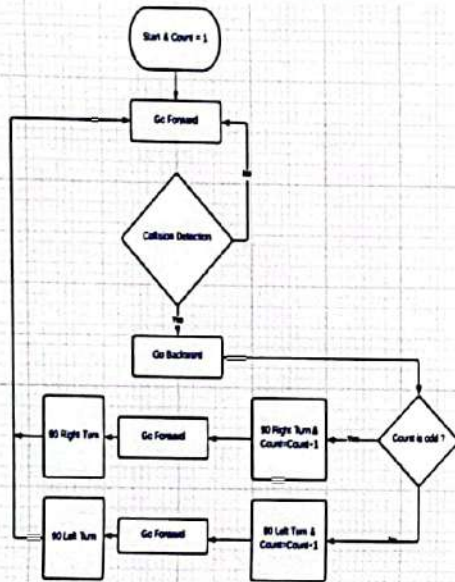 Start & Count = 1
Go Forward
No
Collision Detection
Yes
Go Backward
90 Right Turn
Go Forward
90 Right Turn &
Count=Count+1
Yes
Count is odd ?
90 Left Turn
Go Forward
90 Left Turn &
Count=Count+1
No